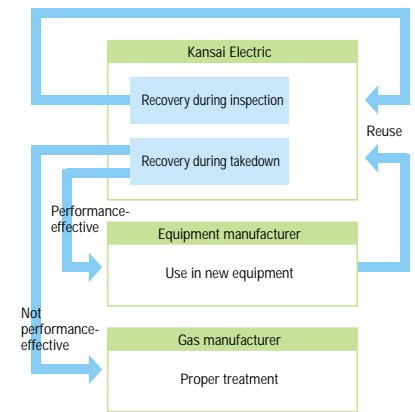 Kansai Electric
Recovery during inspection
Reuse
Recovery during takedown
Performance-
effective
Equipment manufacturer
Use in new equipment
Not
performance-
effective
Gas manufacturer
Proper treatment